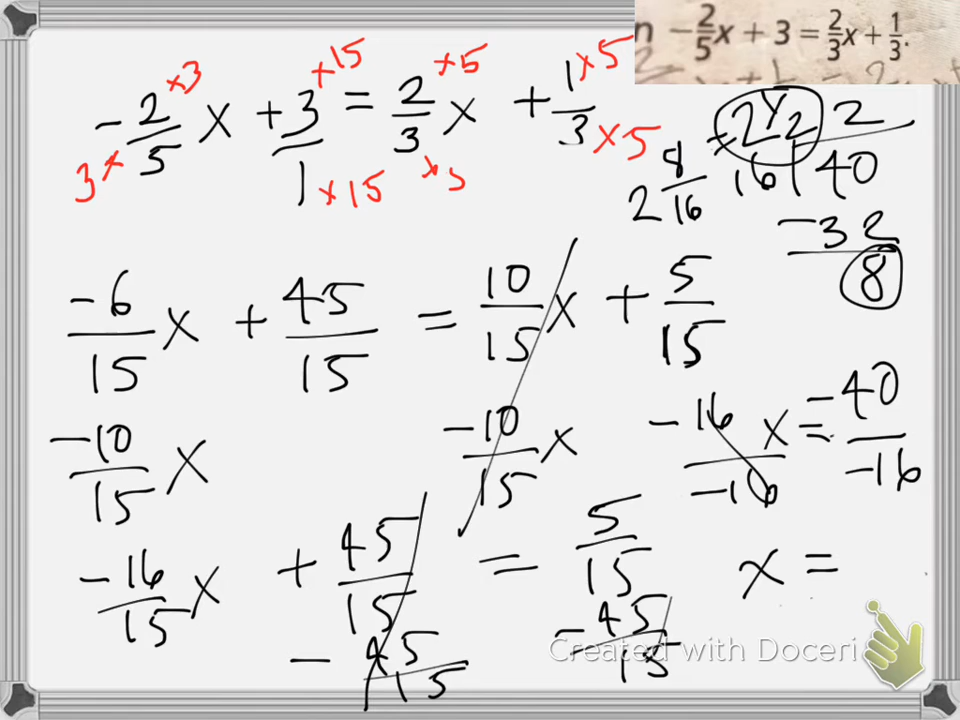 n -2/5x + 3 = 2/3x + 1/3.
-2/5 x + 3/1 = 2/3 x + 1/3
×3 ×15 ×5 ×5
3× ×15 ×5 ×5
2 8/16
16 40
-32
8
-6/15 x + 45/15 = 10/15 x + 5/15
-10/15 x -10/15 x
-16/15 x + 45/15 = 5/15
- 45/15 - 45/15
-16 x/-16 = -40/-16
x =
Created with Doceri